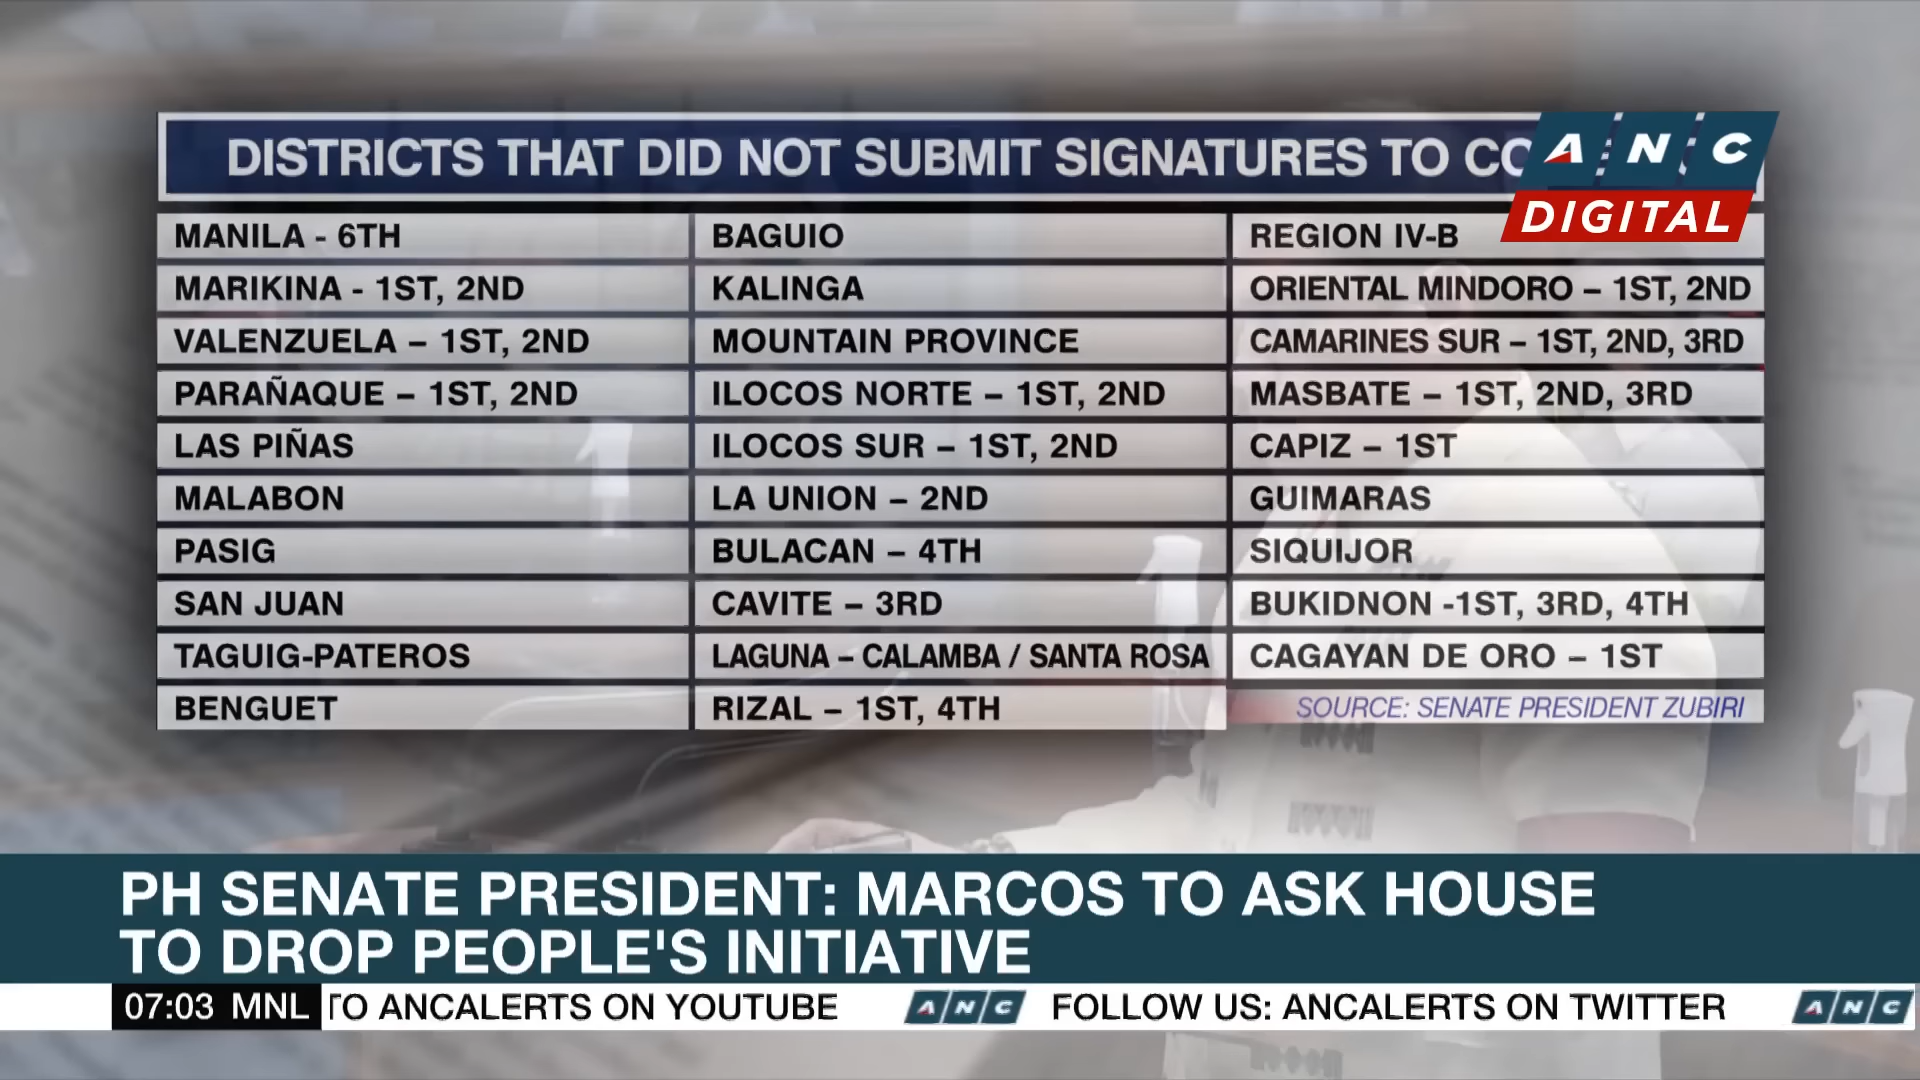 DISTRICTS THAT DID NOT SUBMIT SIGNATURES TO
ANC
DIGITAL
MANILA - 6TH
MARIKINA - 1ST, 2ND
VALENZUELA – 1ST, 2ND
PARAÑAQUE – 1ST, 2ND
LAS PIÑAS
MALABON
PASIG
SAN JUAN
TAGUIG-PATEROS
BENGUET
BAGUIO
KALINGA
MOUNTAIN PROVINCE
ILOCOS NORTE – 1ST, 2ND
ILOCOS SUR – 1ST, 2ND
LA UNION – 2ND
BULACAN – 4TH
CAVITE – 3RD
LAGUNA – CALAMBA / SANTA ROSA
RIZAL – 1ST, 4TH
REGION IV-B
ORIENTAL MINDORO – 1ST, 2ND
CAMARINES SUR – 1ST, 2ND, 3RD
MASBATE – 1ST, 2ND, 3RD
CAPIZ – 1ST
GUIMARAS
SIQUIJOR
BUKIDNON -1ST, 3RD, 4TH
CAGAYAN DE ORO – 1ST
SOURCE: SENATE PRESIDENT ZUBIRI
PH SENATE PRESIDENT: MARCOS TO ASK HOUSE
TO DROP PEOPLE'S INITIATIVE
07:03 MNL TO ANCALERTS ON YOUTUBE ANC FOLLOW US: ANCALERTS ON TWITTER ANC